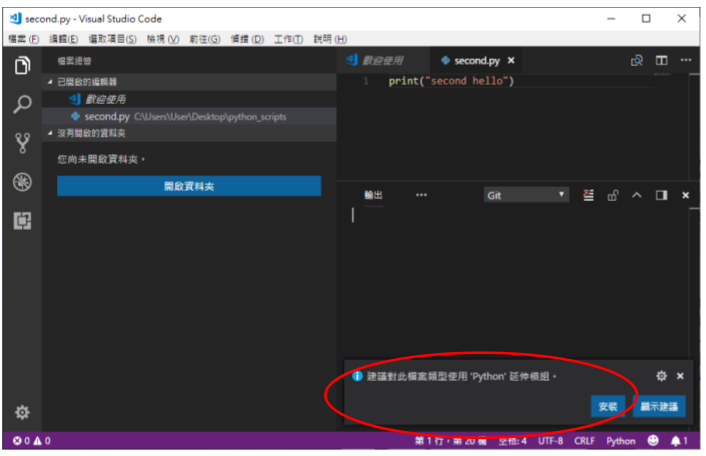 second.py - Visual Studio Code
檔案(F) 編輯(E) 選取項目(S) 檢視(V) 前往(G) 偵錯(D) 工作(T) 說明(H)
檔案總管
已開啟的編輯器
歡迎使用
second.py C:\Users\User\Desktop\python_scripts
沒有開啟的資料夾
您尚未開啟資料夾。
開啟資料夾
歡迎使用 second.py
1 print("second hello")
輸出 ··· Git
建議對此檔案類型使用 'Python' 延伸模組。
安裝 顯示建議
0 0 第 1 行，第 20 欄 空格: 4 UTF-8 CRLF Python 1